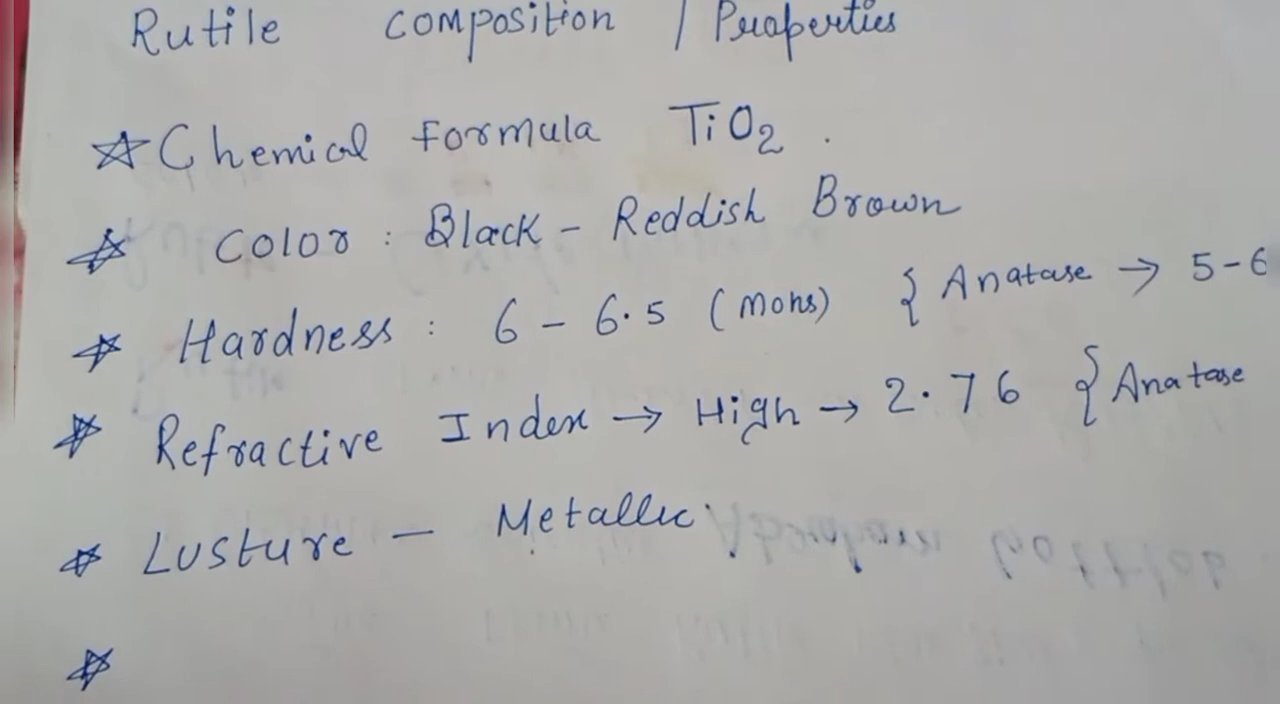 Rutile composition / Properties
☆ Chemical formula TiO₂.
☆ Color : Black - Reddish Brown
☆ Hardness : 6 - 6.5 (mohs) { Anatase → 5-6
☆ Refractive Index → High → 2.76 { Anatase
☆ Lusture - Metallic
☆